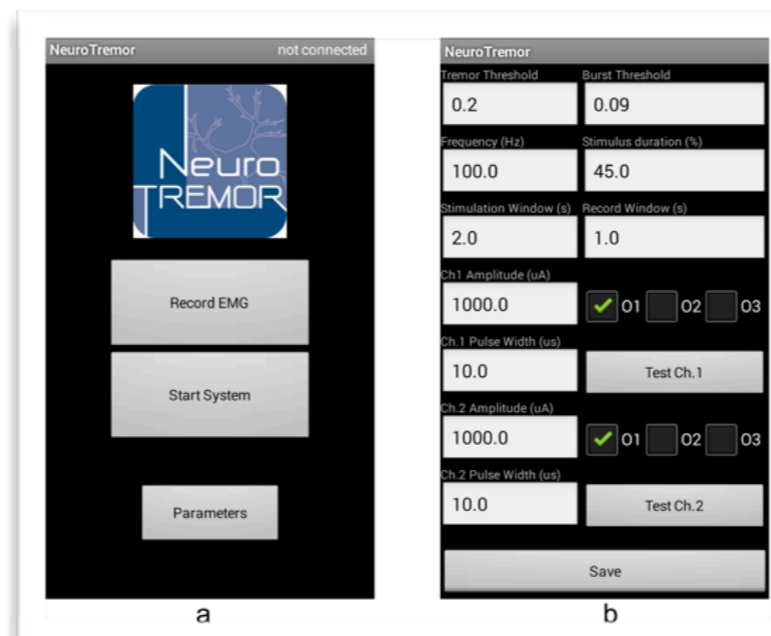 NeuroTremor not connected
Neuro
TREMOR
Record EMG
Start System
Parameters
a
NeuroTremor
Tremor Threshold Burst Threshold
0.2 0.09
Frequency (Hz) Stimulus duration (%)
100.0 45.0
Stimulation Window (s) Record Window (s)
2.0 1.0
Ch1 Amplitude (uA)
1000.0 O1 O2 O3
Ch.1 Pulse Width (us)
10.0 Test Ch.1
Ch.2 Amplitude (uA)
1000.0 O1 O2 O3
Ch.2 Pulse Width (us)
10.0 Test Ch.2
Save
b